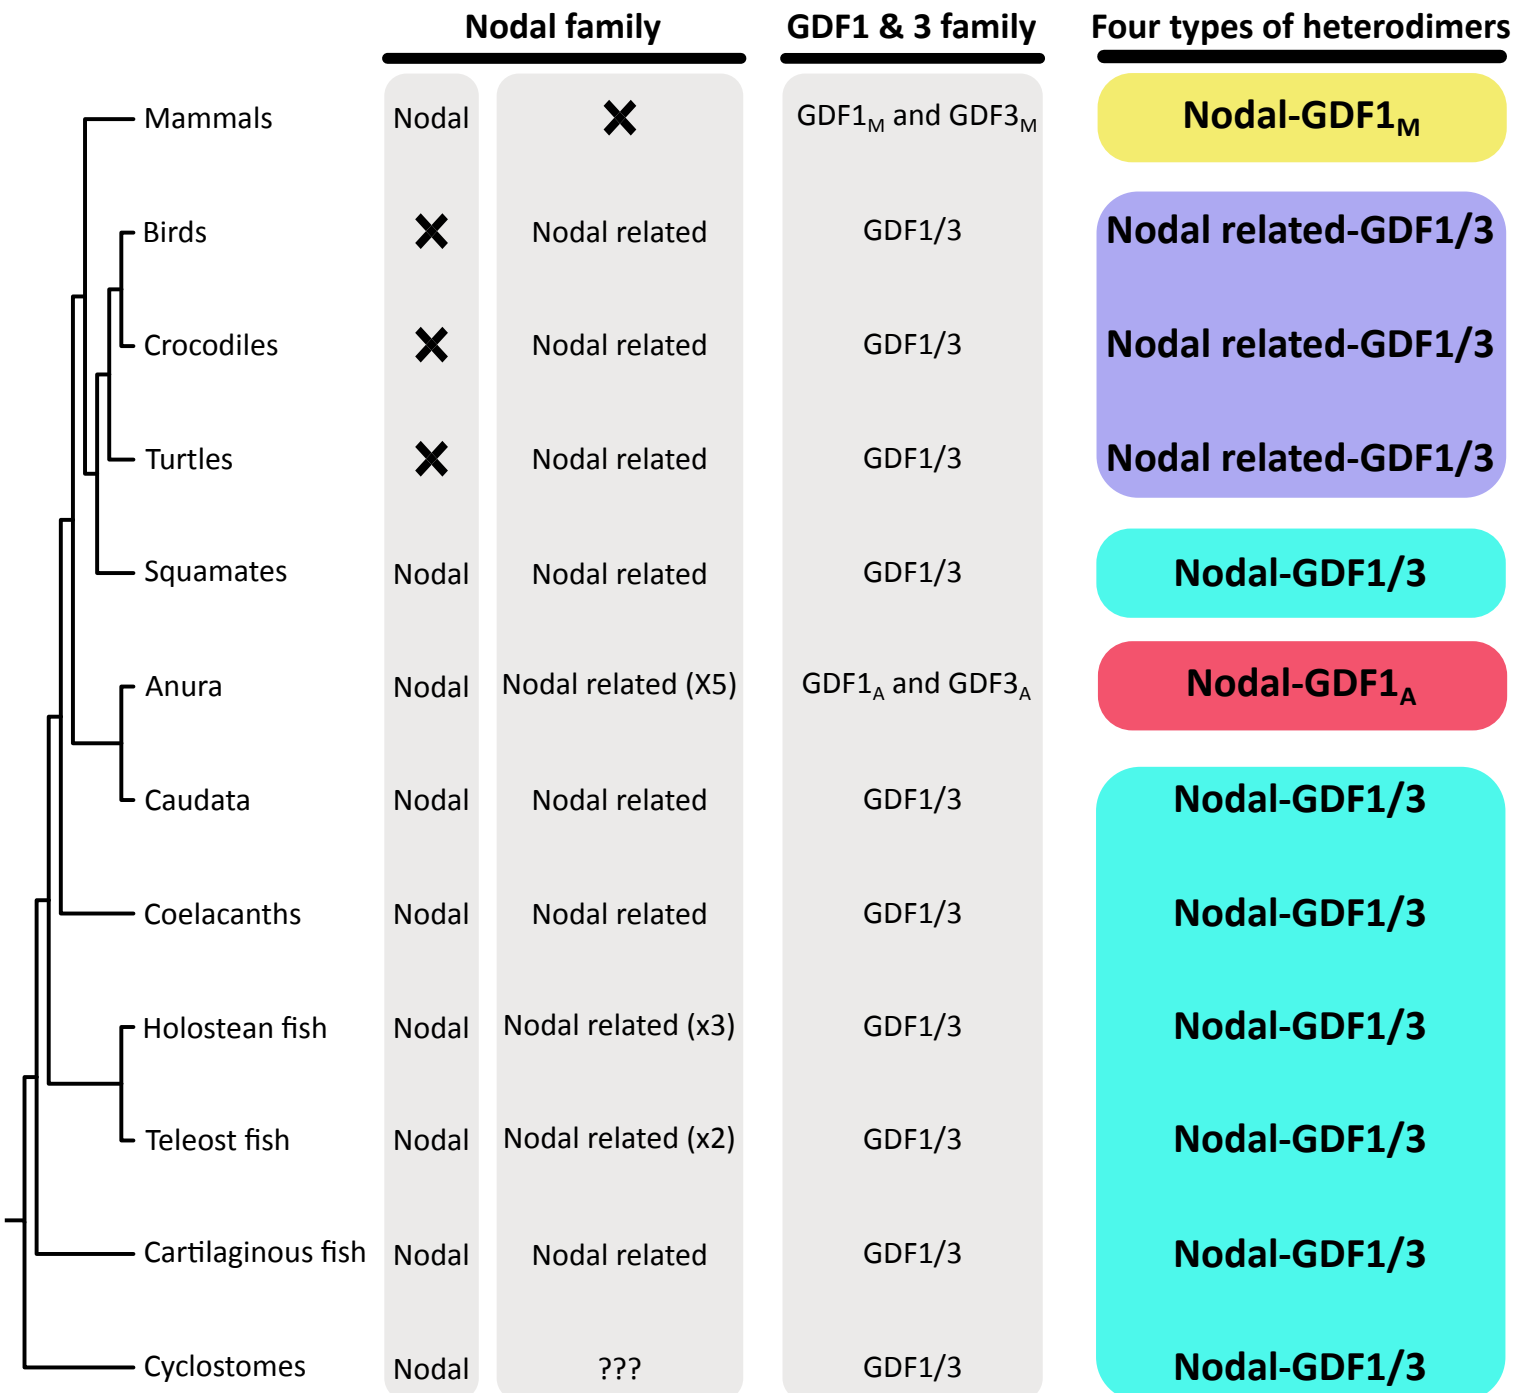 Nodal family GDF1 & 3 family Four types of heterodimers
Mammals Nodal GDF1M and GDF3M Nodal-GDF1M
Birds Nodal related GDF1/3 Nodal related-GDF1/3
Crocodiles Nodal related GDF1/3 Nodal related-GDF1/3
Turtles Nodal related GDF1/3 Nodal related-GDF1/3
Squamates Nodal Nodal related GDF1/3 Nodal-GDF1/3
Anura Nodal Nodal related (X5) GDF1A and GDF3A Nodal-GDF1A
Caudata Nodal Nodal related GDF1/3 Nodal-GDF1/3
Coelacanths Nodal Nodal related GDF1/3 Nodal-GDF1/3
Holostean fish Nodal Nodal related (x3) GDF1/3 Nodal-GDF1/3
Teleost fish Nodal Nodal related (x2) GDF1/3 Nodal-GDF1/3
Cartilaginous fish Nodal Nodal related GDF1/3 Nodal-GDF1/3
Cyclostomes Nodal ??? GDF1/3 Nodal-GDF1/3